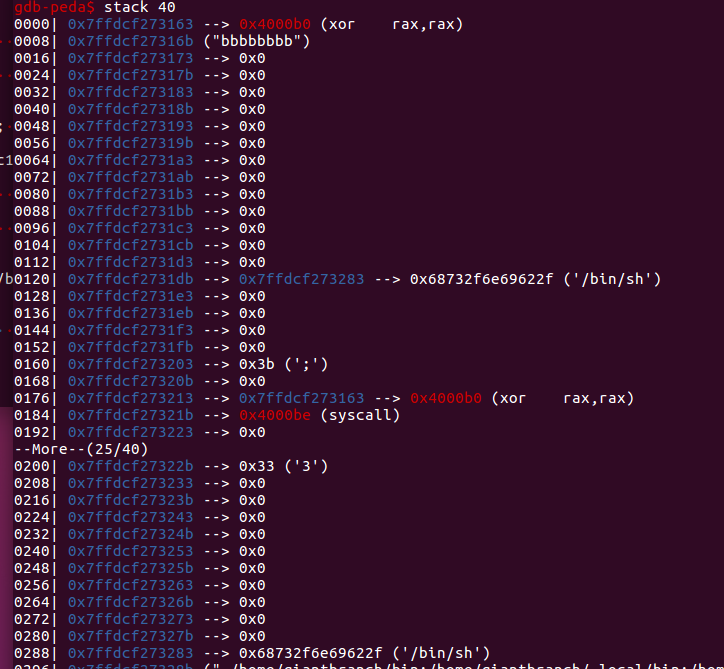 gdb-peda$ stack 40
0000| 0x7ffdcf273163 --> 0x4000b0 (xor    rax,rax)
0008| 0x7ffdcf27316b ("bbbbbbbb")
0016| 0x7ffdcf273173 --> 0x0
0024| 0x7ffdcf27317b --> 0x0
0032| 0x7ffdcf273183 --> 0x0
0040| 0x7ffdcf27318b --> 0x0
; 0048| 0x7ffdcf273193 --> 0x0
0056| 0x7ffdcf27319b --> 0x0
c10064| 0x7ffdcf2731a3 --> 0x0
0072| 0x7ffdcf2731ab --> 0x0
0080| 0x7ffdcf2731b3 --> 0x0
0088| 0x7ffdcf2731bb --> 0x0
0096| 0x7ffdcf2731c3 --> 0x0
0104| 0x7ffdcf2731cb --> 0x0
0112| 0x7ffdcf2731d3 --> 0x0
/b0120| 0x7ffdcf2731db --> 0x7ffdcf273283 --> 0x68732f6e69622f ('/bin/sh')
0128| 0x7ffdcf2731e3 --> 0x0
0136| 0x7ffdcf2731eb --> 0x0
0144| 0x7ffdcf2731f3 --> 0x0
0152| 0x7ffdcf2731fb --> 0x0
0160| 0x7ffdcf273203 --> 0x3b (';')
0168| 0x7ffdcf27320b --> 0x0
0176| 0x7ffdcf273213 --> 0x7ffdcf273163 --> 0x4000b0 (xor    rax,rax)
0184| 0x7ffdcf27321b --> 0x4000be (syscall)
0192| 0x7ffdcf273223 --> 0x0
--More--(25/40)
0200| 0x7ffdcf27322b --> 0x33 ('3')
0208| 0x7ffdcf273233 --> 0x0
0216| 0x7ffdcf27323b --> 0x0
0224| 0x7ffdcf273243 --> 0x0
0232| 0x7ffdcf27324b --> 0x0
0240| 0x7ffdcf273253 --> 0x0
0248| 0x7ffdcf27325b --> 0x0
0256| 0x7ffdcf273263 --> 0x0
0264| 0x7ffdcf27326b --> 0x0
0272| 0x7ffdcf273273 --> 0x0
0280| 0x7ffdcf27327b --> 0x0
0288| 0x7ffdcf273283 --> 0x68732f6e69622f ('/bin/sh')